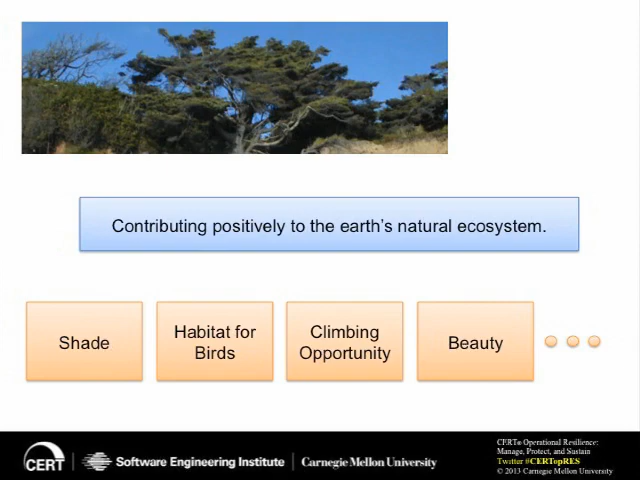 Contributing positively to the earth's natural ecosystem.
Shade
Habitat for
Birds
Climbing
Opportunity
Beauty
CERT
Software Engineering Institute
Carnegie Mellon University
CERT® Operational Resilience:
Manage, Protect, and Sustain
Twitter #CERTopRES
© 2013 Carnegie Mellon University